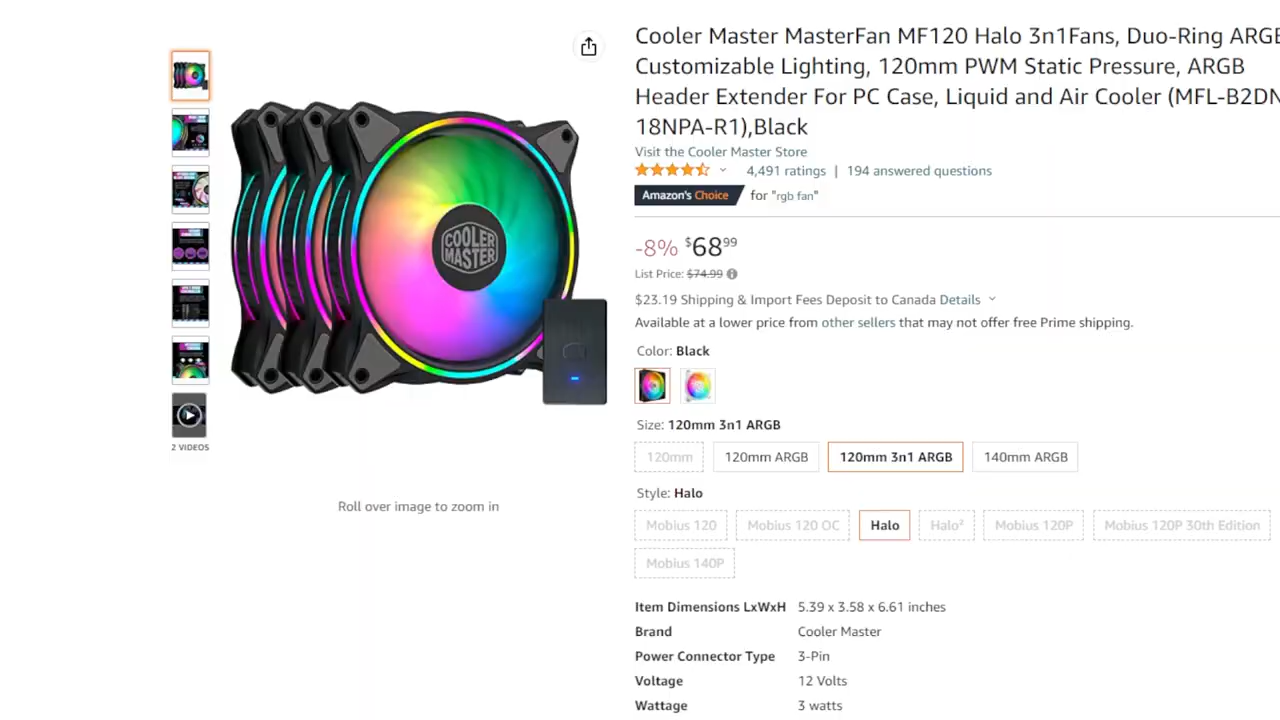 Cooler Master MasterFan MF120 Halo 3n1Fans, Duo-Ring ARGB
Customizable Lighting, 120mm PWM Static Pressure, ARGB
Header Extender For PC Case, Liquid and Air Cooler (MFL-B2DN
18NPA-R1),Black
Visit the Cooler Master Store
4,491 ratings | 194 answered questions
Amazon's Choice for "rgb fan"
-8% $68⁹⁹
List Price: $74.99
$23.19 Shipping & Import Fees Deposit to Canada Details
Available at a lower price from other sellers that may not offer free Prime shipping.
Color: Black
Size: 120mm 3n1 ARGB
120mm 120mm ARGB 120mm 3n1 ARGB 140mm ARGB
Style: Halo
Mobius 120 Mobius 120 OC Halo Halo² Mobius 120P Mobius 120P 30th Edition
Mobius 140P
Item Dimensions LxWxH 5.39 x 3.58 x 6.61 inches
Brand Cooler Master
Power Connector Type 3-Pin
Voltage 12 Volts
Wattage 3 watts
COOLER
MASTER
2 VIDEOS
Roll over image to zoom in